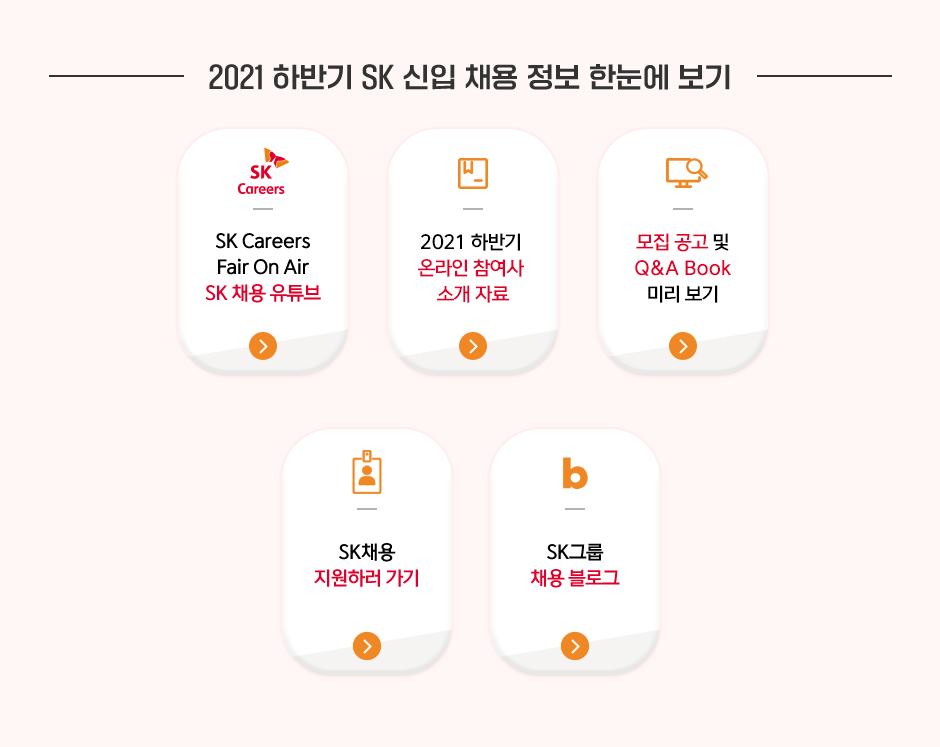 2021 하반기 SK 신입 채용 정보 한눈에 보기
SK
Careers
SK Careers
Fair On Air
SK 채용 유튜브
2021 하반기
온라인 참여사
소개 자료
모집 공고 및
Q&A Book
미리 보기
SK채용
지원하러 가기
b
SK그룹
채용 블로그